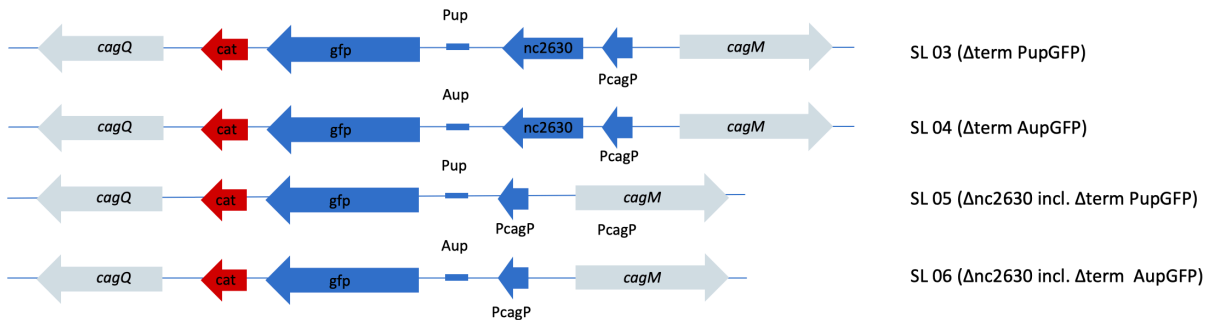 Pup
cagQ cat gfp nc2630 cagM SL 03 (Δterm PupGFP)
PcagP
Aup
cagQ cat gfp nc2630 cagM SL 04 (Δterm AupGFP)
PcagP
Pup
cagQ cat gfp cagM SL 05 (Δnc2630 incl. Δterm PupGFP)
PcagP PcagP
Aup
cagQ cat gfp cagM SL 06 (Δnc2630 incl. Δterm AupGFP)
PcagP